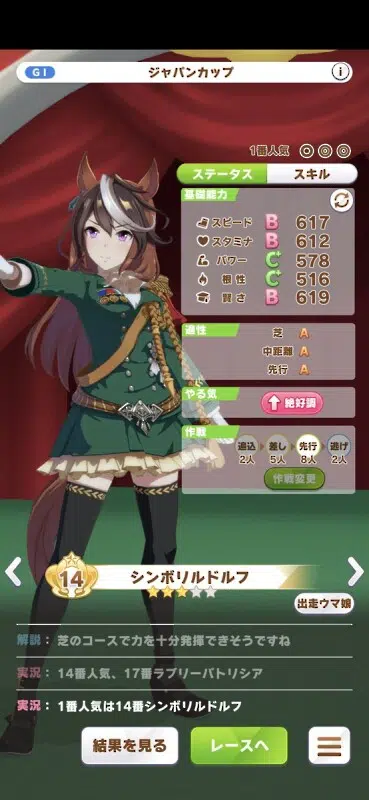 GI
ジャパンカップ
i
1番人気 ◎◎◎
ステータス スキル
基礎能力
スピード B 617
スタミナ B 612
パワー C+ 578
根性 C+ 516
賢さ B 619
適性
芝 A
中距離 A
先行 A
やる気
絶好調
作戦
追込 差し 先行 逃げ
2人 5人 8人 2人
作戦変更
14 シンボリルドルフ
出走ウマ娘
解説：芝のコースで力を十分発揮できそうですね
実況：14番人気、17番ラブリーパトリシア
実況：1番人気は14番シンボリルドルフ
結果を見る レースへ